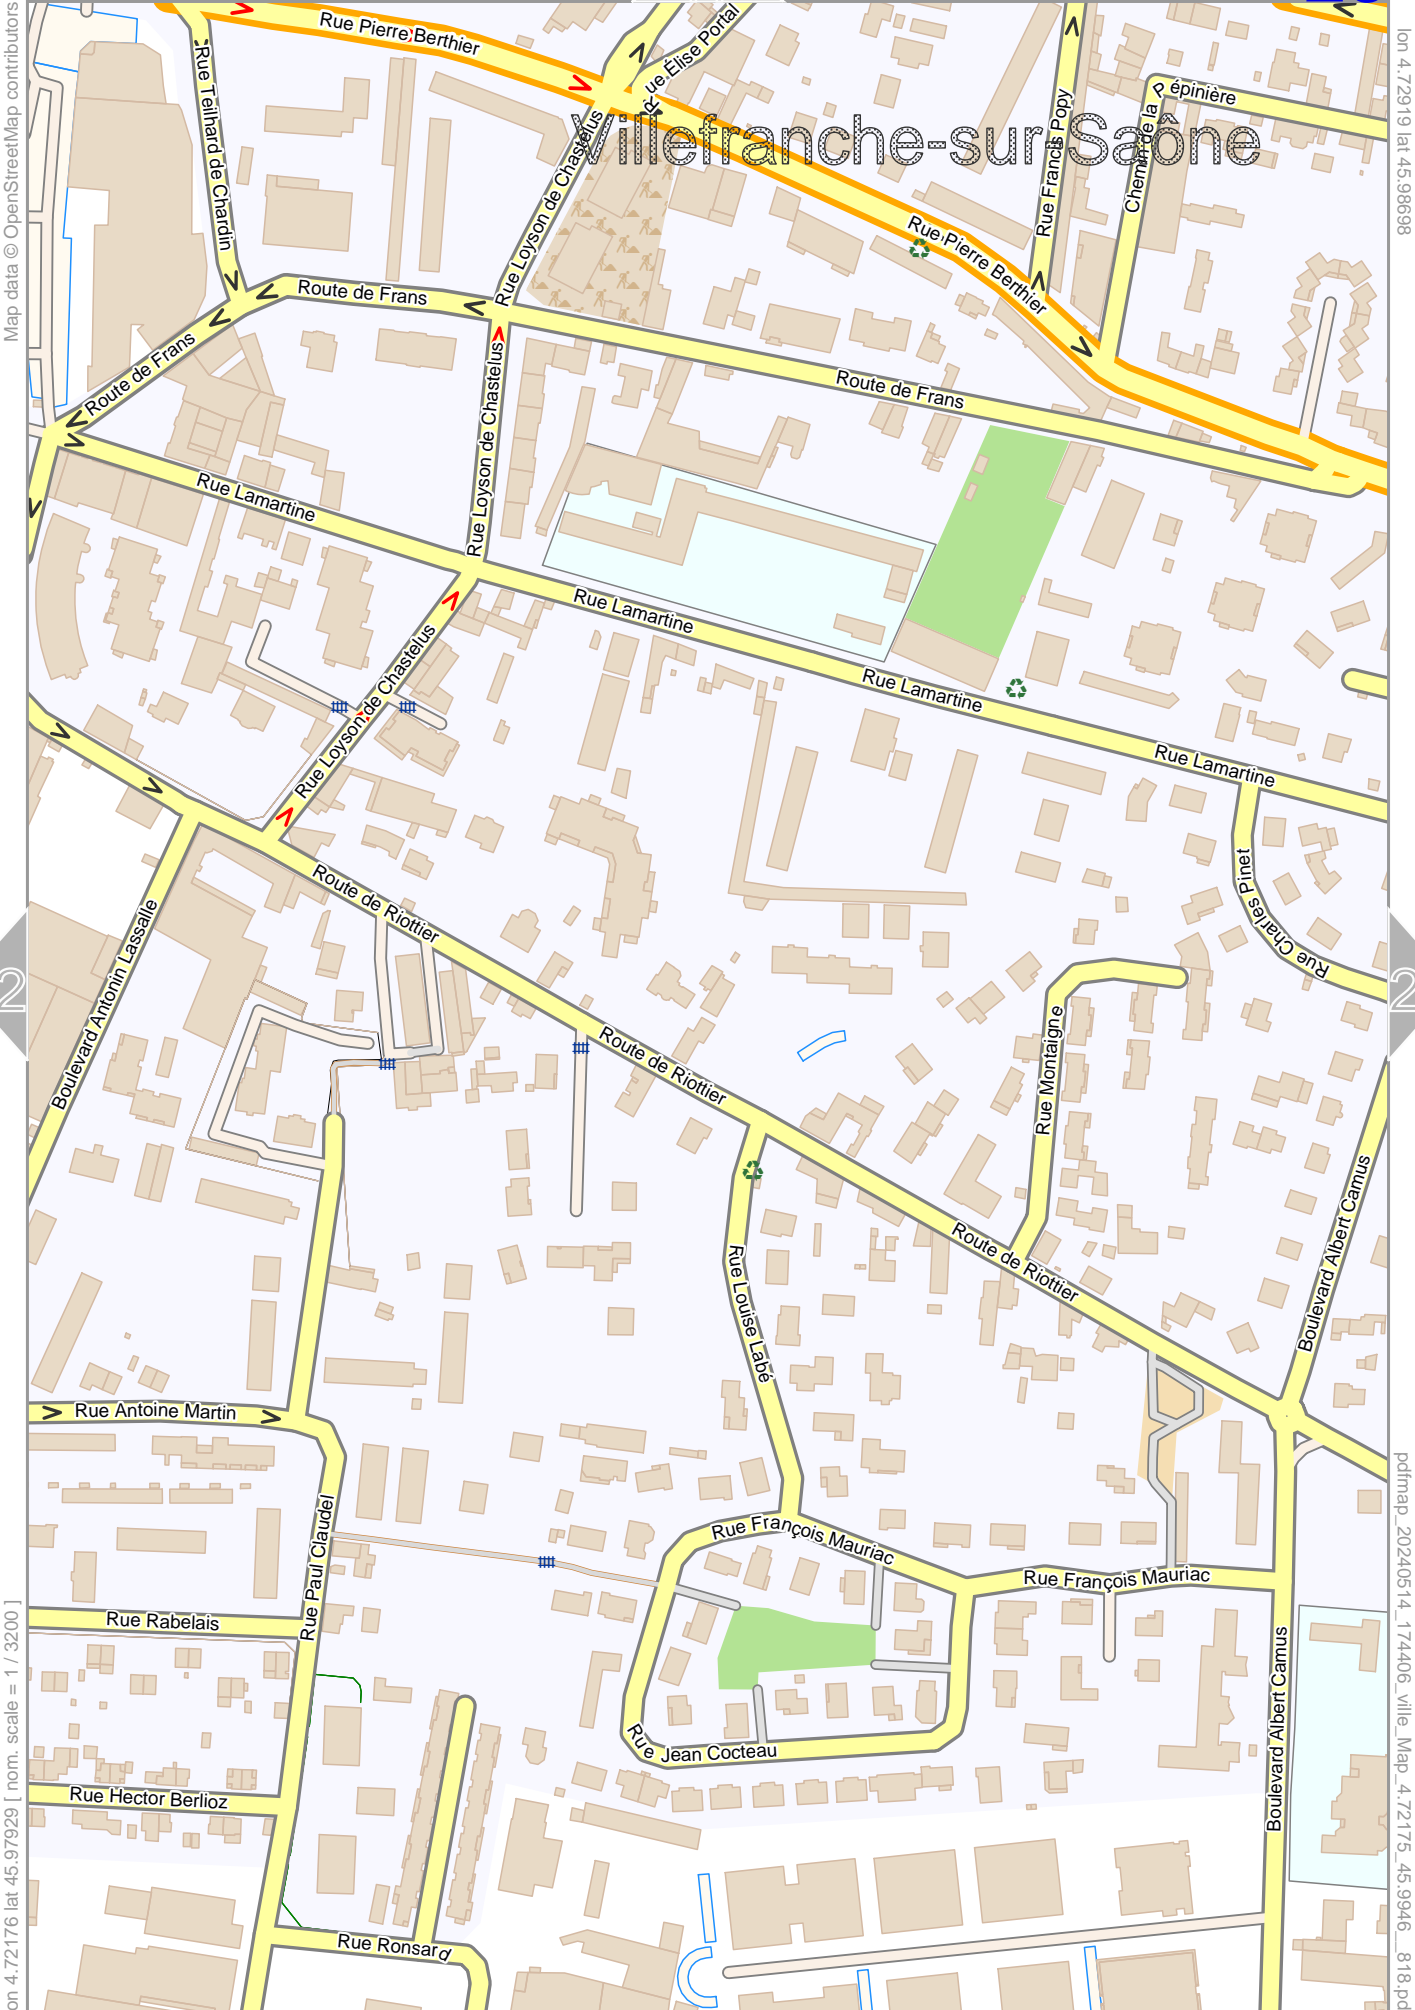 Map data © OpenStreetMap contributors
lon 4.72919 lat 45.98698
Rue Pierre Berthier
Rue Élise Portal
Rue Teilhard de Chardin
Rue Loyson de Chastelus
Villefranche-sur-Saône
Rue Francis Popy
Chemin de la Pépinière
Rue Pierre Berthier
Route de Frans
Route de Frans
Route de Frans
Rue Loyson de Chastelus
Rue Lamartine
Rue Lamartine
Rue Lamartine
Rue Lamartine
Rue Loyson de Chastelus
Route de Riottier
Rue Charles Pinet
Boulevard Antonin Lassalle
2
2
Route de Riottier
Rue Montaigne
Boulevard Albert Camus
Route de Riottier
Rue Louise Labé
Rue Antoine Martin
Rue Paul Claudel
Rue François Mauriac
Rue François Mauriac
Rue Rabelais
Boulevard Albert Camus
Rue Jean Cocteau
Rue Hector Berlioz
Rue Ronsard
on 4.72176 lat 45.97929 [ nom. scale = 1 / 3200 ]
pdfmap_20240514_174406_ville_Map_4.72175_45.9946__818.pd